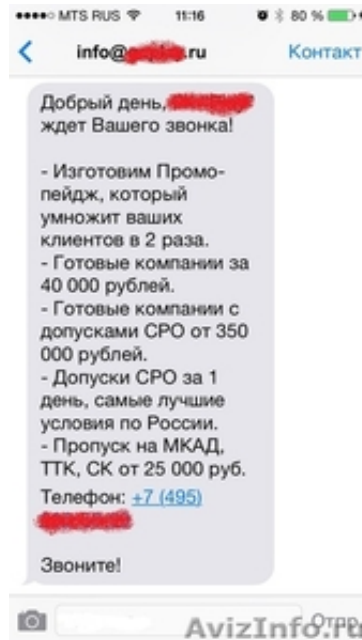 MTS RUS 11:16 80 %
info@ .ru Контакт
Добрый день,
ждет Вашего звонка!
- Изготовим Промо-
пейдж, который
умножит ваших
клиентов в 2 раза.
- Готовые компании за
40 000 рублей.
- Готовые компании с
допусками СРО от 350
000 рублей.
- Допуски СРО за 1
день, самые лучшие
условия по России.
- Пропуск на МКАД,
ТТК, СК от 25 000 руб.
Телефон: +7 (495)
Звоните!
Отпр
AvizInfo.ru